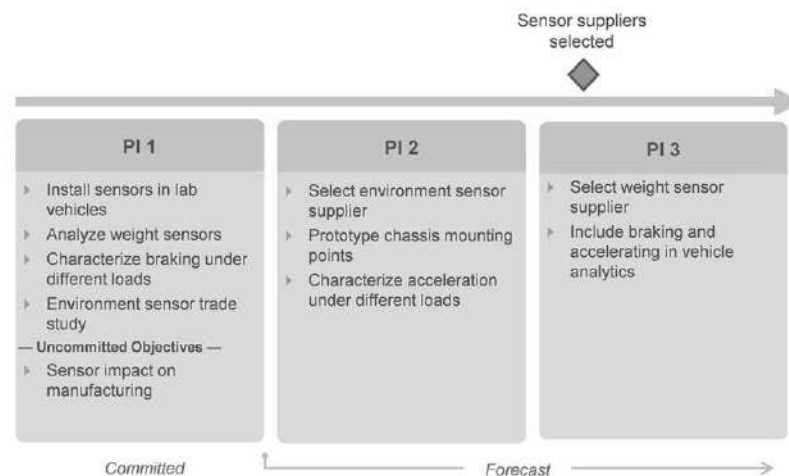 Sensor suppliers
selected
PI 1
Install sensors in lab
vehicles
Analyze weight sensors
Characterize braking under
different loads
Environment sensor trade
study
— Uncommitted Objectives —
Sensor impact on
manufacturing
PI 2
Select environment sensor
supplier
Prototype chassis mounting
points
Characterize acceleration
under different loads
PI 3
Select weight sensor
supplier
Include braking and
accelerating in vehicle
analytics
Committed
Forecast